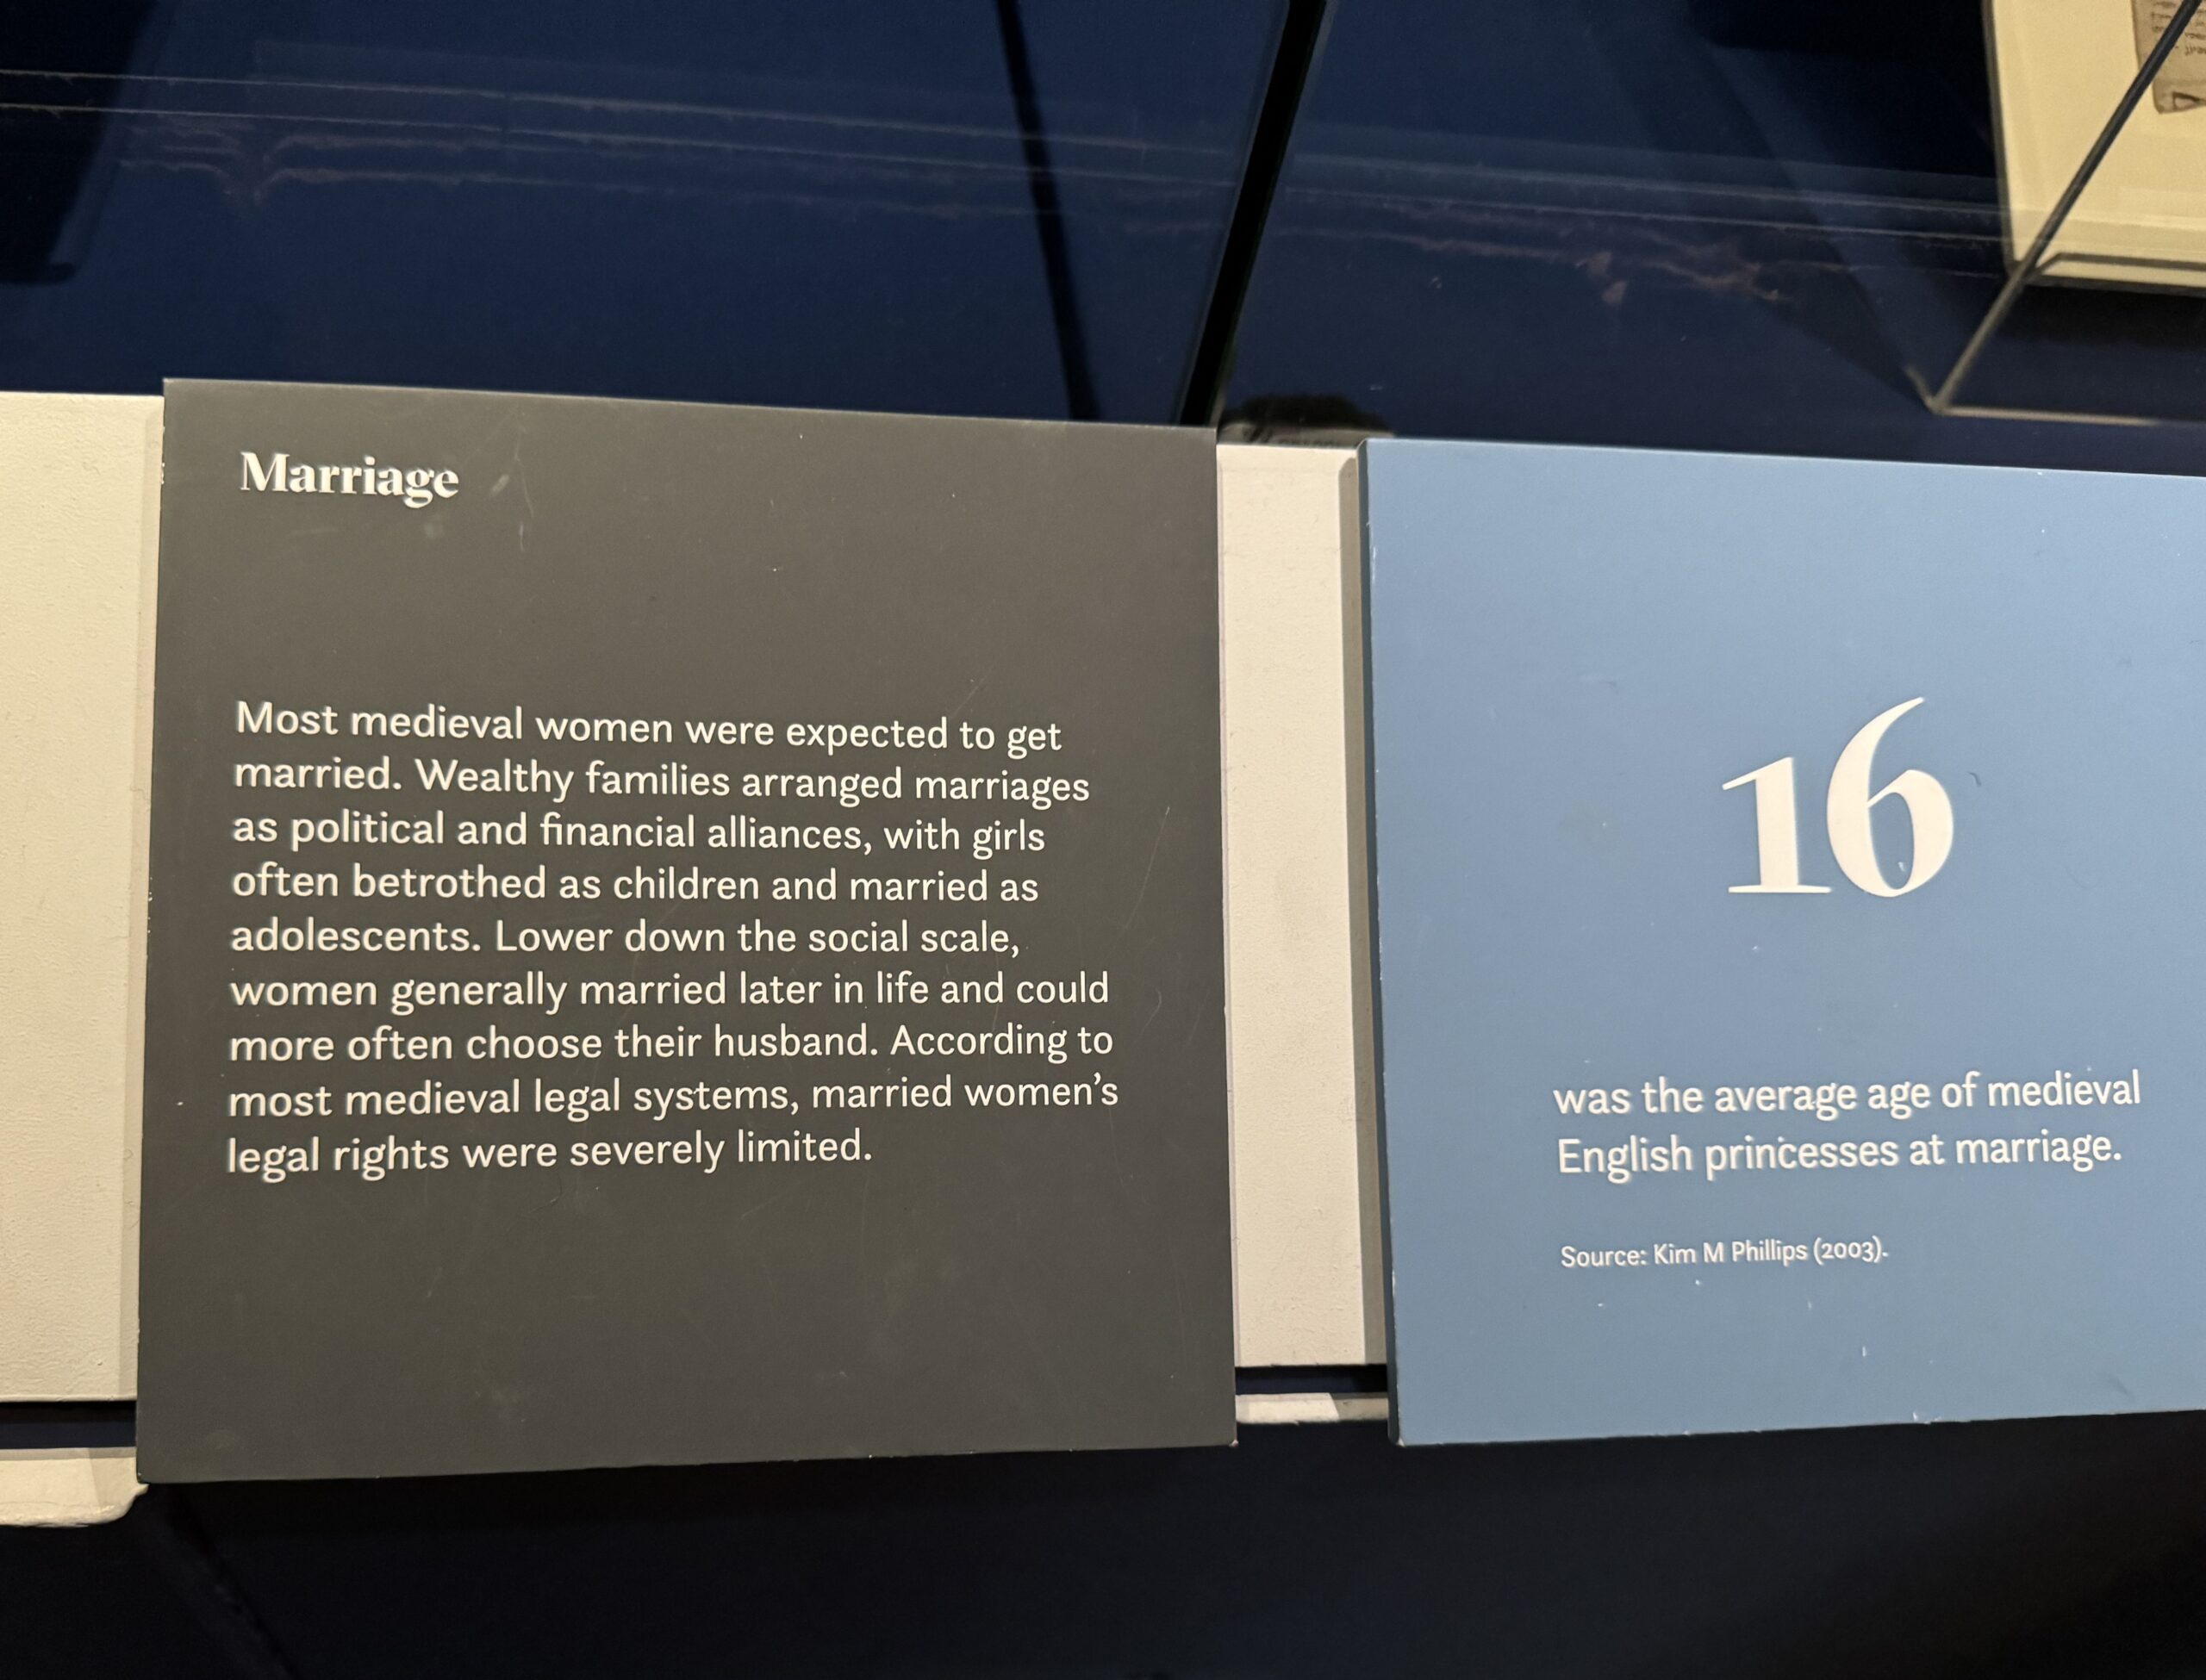 Marriage
Most medieval women were expected to get
married. Wealthy families arranged marriages
as political and financial alliances, with girls
often betrothed as children and married as
adolescents. Lower down the social scale,
women generally married later in life and could
more often choose their husband. According to
most medieval legal systems, married women’s
legal rights were severely limited.
16
was the average age of medieval
English princesses at marriage.
Source: Kim M Phillips (2003).